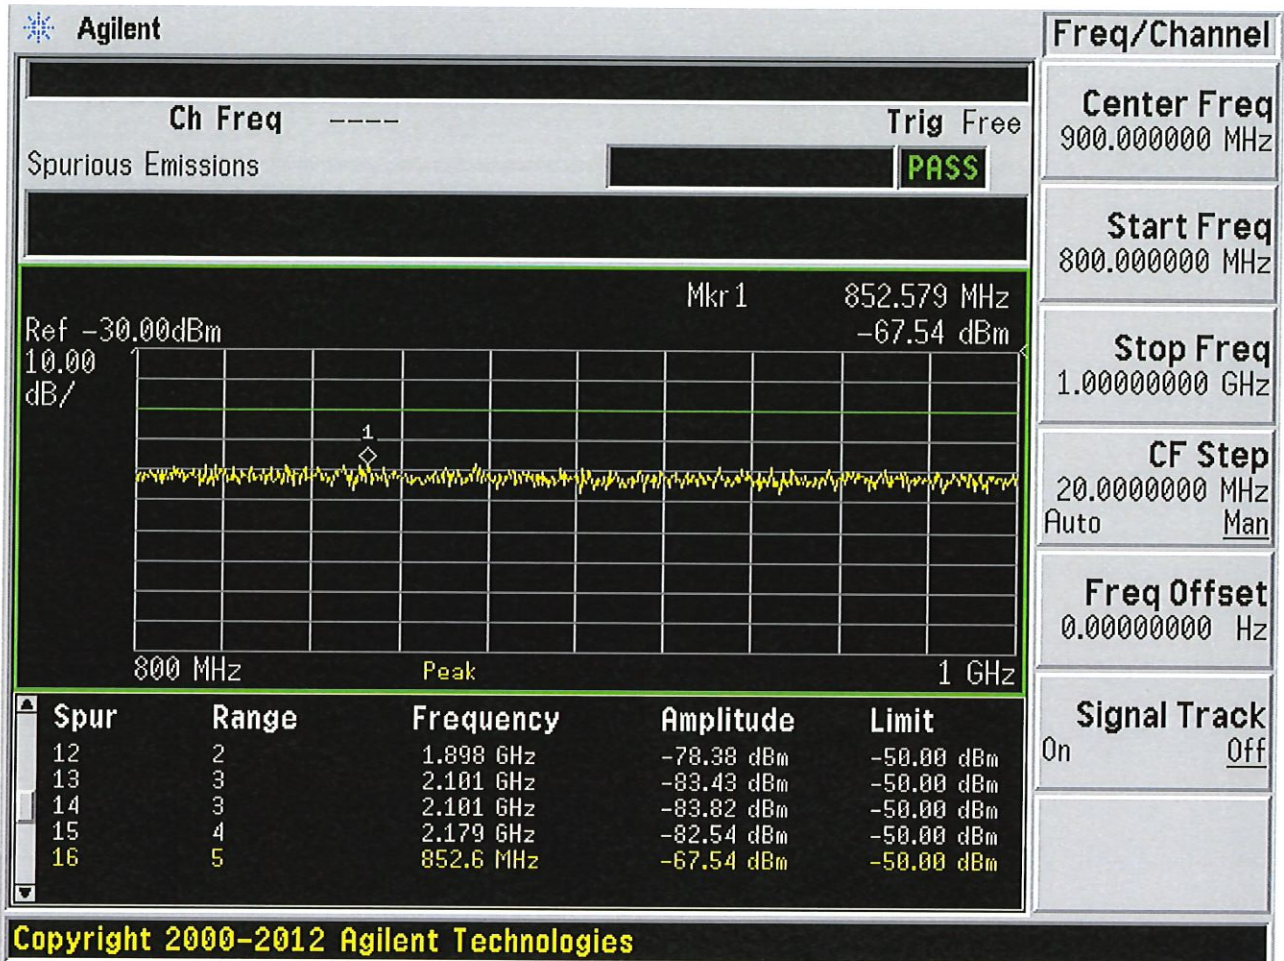 Agilent
Freq/Channel
Ch Freq ----
Trig Free
Spurious Emissions
PASS
Mkr1 852.579 MHz
-67.54 dBm
Ref -30.00dBm
10.00
dB/
1
800 MHz
Peak
1 GHz
Spur Range Frequency Amplitude Limit
12 2 1.898 GHz -78.38 dBm -50.00 dBm
13 3 2.101 GHz -83.43 dBm -50.00 dBm
14 3 2.101 GHz -83.82 dBm -50.00 dBm
15 4 2.179 GHz -82.54 dBm -50.00 dBm
16 5 852.6 MHz -67.54 dBm -50.00 dBm
Center Freq
900.000000 MHz
Start Freq
800.000000 MHz
Stop Freq
1.00000000 GHz
CF Step
20.0000000 MHz
Auto Man
Freq Offset
0.00000000 Hz
Signal Track
On Off
Copyright 2000-2012 Agilent Technologies